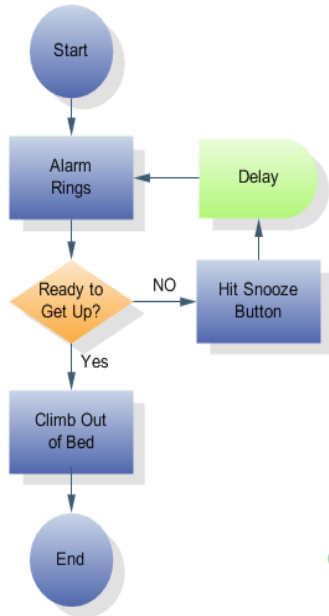 Start
Alarm
Rings
Delay
Ready to
Get Up?
NO
Hit Snooze
Button
Yes
Climb Out
of Bed
End